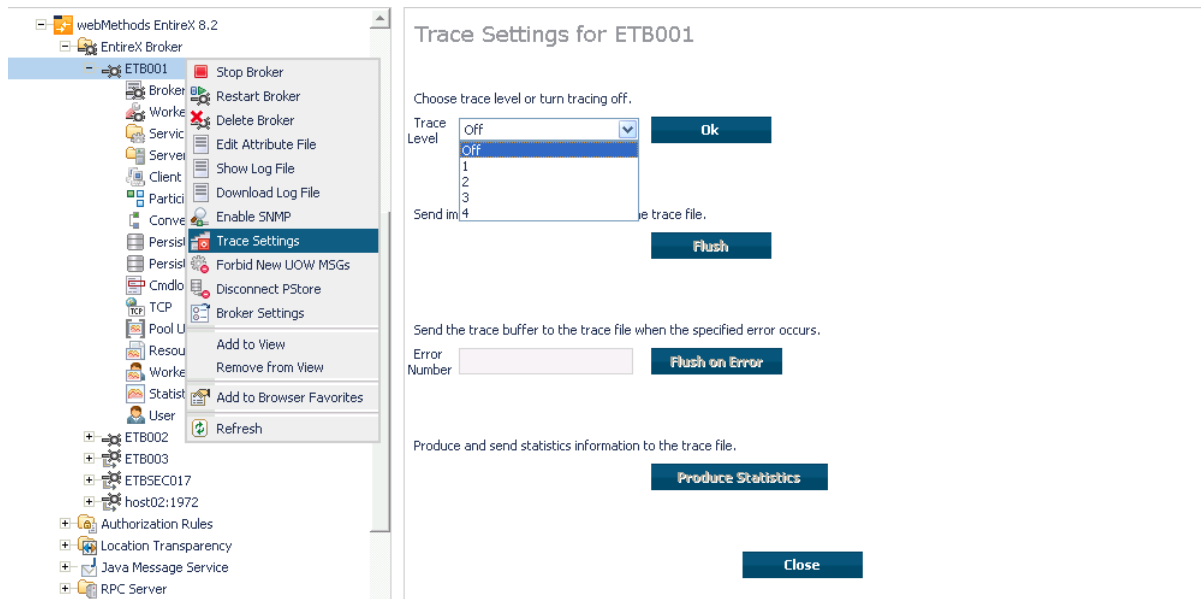 webMethods EntireX 8.2
EntireX Broker
ETB001
Broker
Worke
Servic
Server
Client
Partici
Conve
Persis
Persis
Cmdlo
TCP
Pool U
Resou
Worke
Statist
User
ETB002
ETB003
ETBSEC017
host02:1972
Authorization Rules
Location Transparency
Java Message Service
RPC Server
Stop Broker
Restart Broker
Delete Broker
Edit Attribute File
Show Log File
Download Log File
Enable SNMP
Trace Settings
Forbid New UOW MSGs
Disconnect PStore
Broker Settings
Add to View
Remove from View
Add to Browser Favorites
Refresh
Trace Settings for ETB001
Choose trace level or turn tracing off.
Trace Level
Off
Ok
Off
1
2
3
4
Send im e trace file.
Flush
Send the trace buffer to the trace file when the specified error occurs.
Error Number
Flush on Error
Produce and send statistics information to the trace file.
Produce Statistics
Close